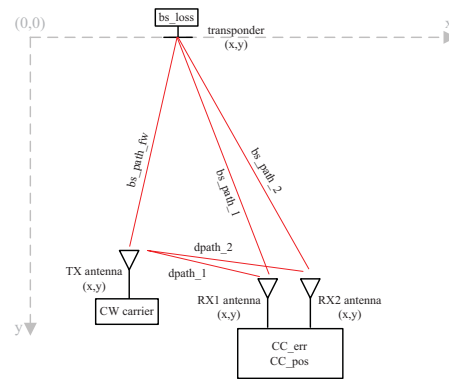 bs_loss
(0,0)
transponder
x
(x,y)
bs_path_fw
bs_path_1
bs_path_2
dpath_2
dpath_1
TX antenna
(x,y)
RX1 antenna
(x,y)
RX2 antenna
(x,y)
CW carrier
y
CC_err
CC_pos